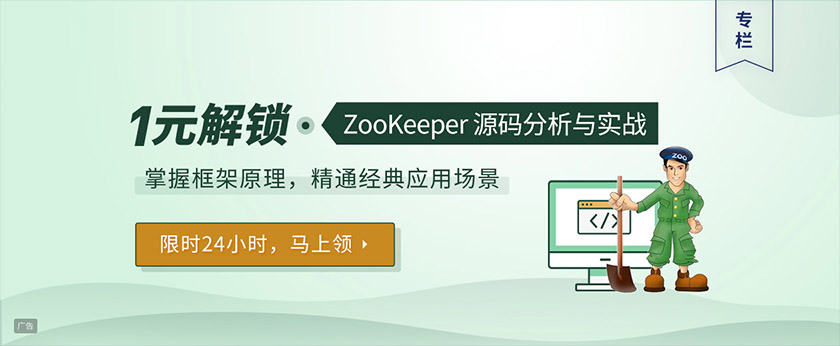 专栏
1元解锁
ZooKeeper 源码分析与实战
掌握框架原理，精通经典应用场景
ZOO
</>
限时24小时，马上领
广告